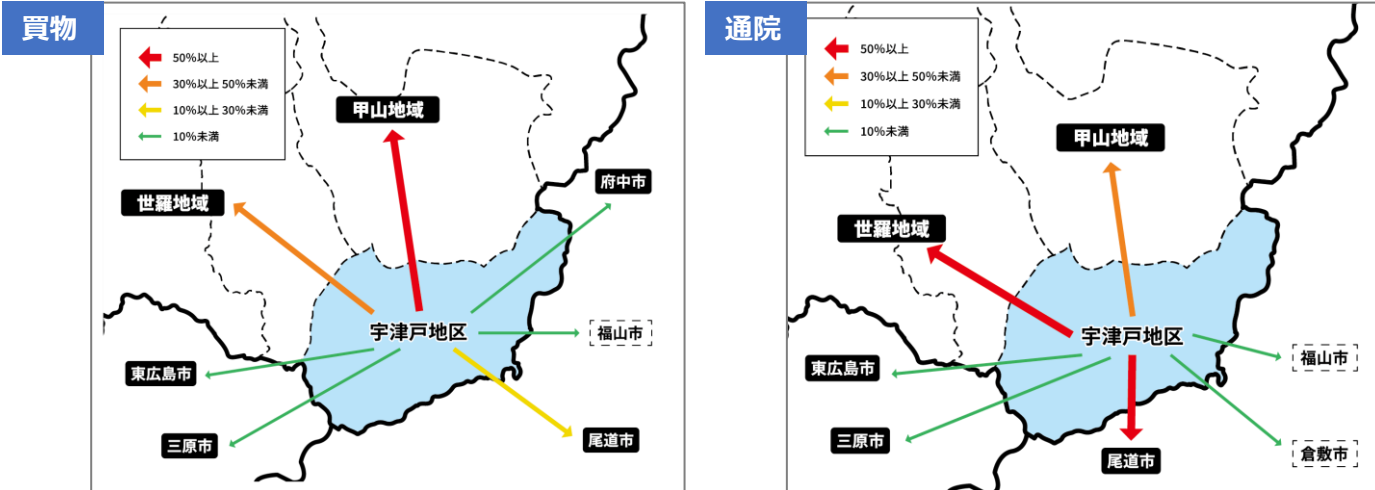 買物
50%以上
30%以上 50%未満
10%以上 30%未満
10%未満
甲山地域
府中市
世羅地域
宇津戸地区
福山市
東広島市
三原市
尾道市
通院
50%以上
30%以上 50%未満
10%以上 30%未満
10%未満
甲山地域
世羅地域
宇津戸地区
福山市
東広島市
三原市
倉敷市
尾道市